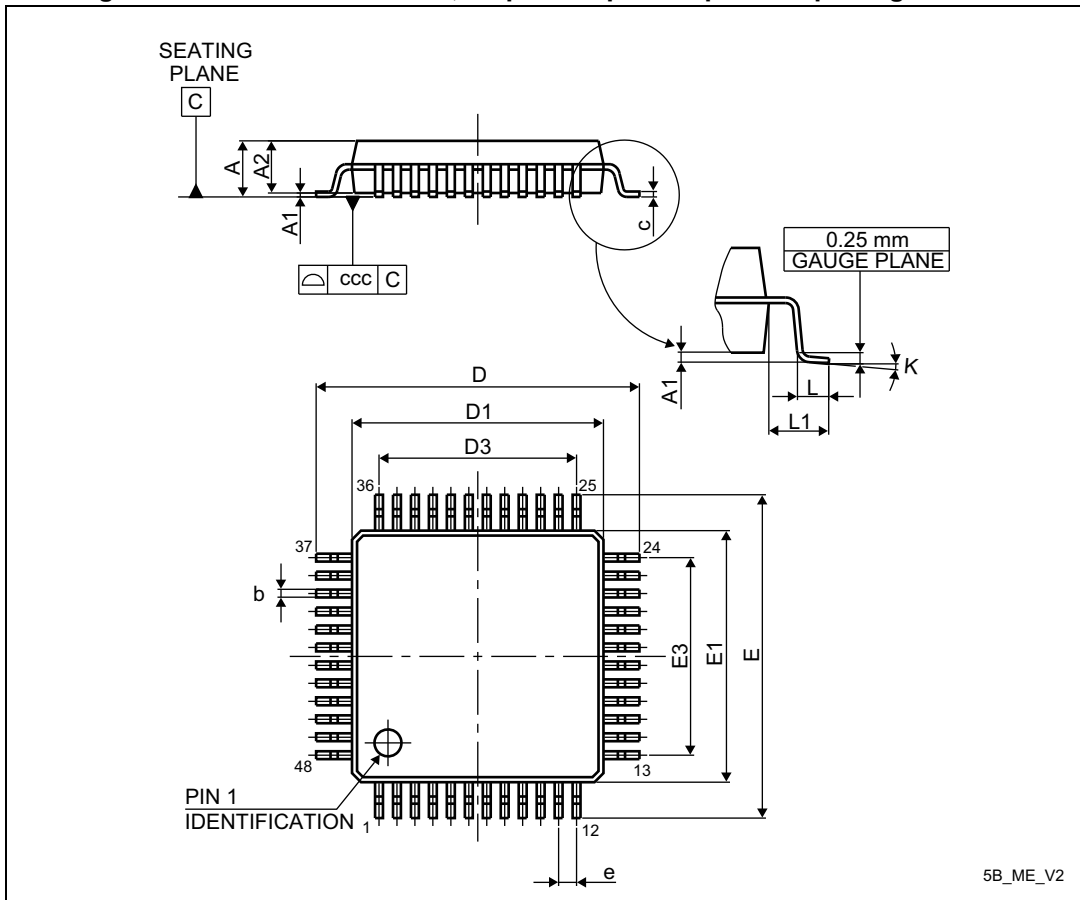 SEATING
PLANE
C
A
A2
A1
c
ccc C
0.25 mm
GAUGE PLANE
K
A1
L
L1
D
D1
D3
36
25
37
24
b
E3
E1
E
48
13
PIN 1
IDENTIFICATION
1
12
e
5B_ME_V2